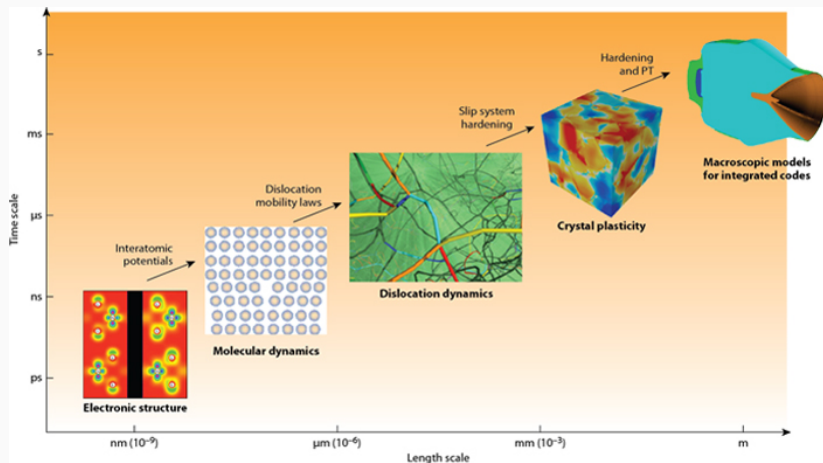 s
Hardening
and PT
ms
Slip system
hardening
Macroscopic models
for integrated codes
Time scale
µs
Dislocation
mobility laws
Crystal plasticity
Interatomic
potentials
ns
Dislocation dynamics
Molecular dynamics
ps
Electronic structure
nm (10⁻⁹)
µm (10⁻⁶)
mm (10⁻³)
m
Length scale